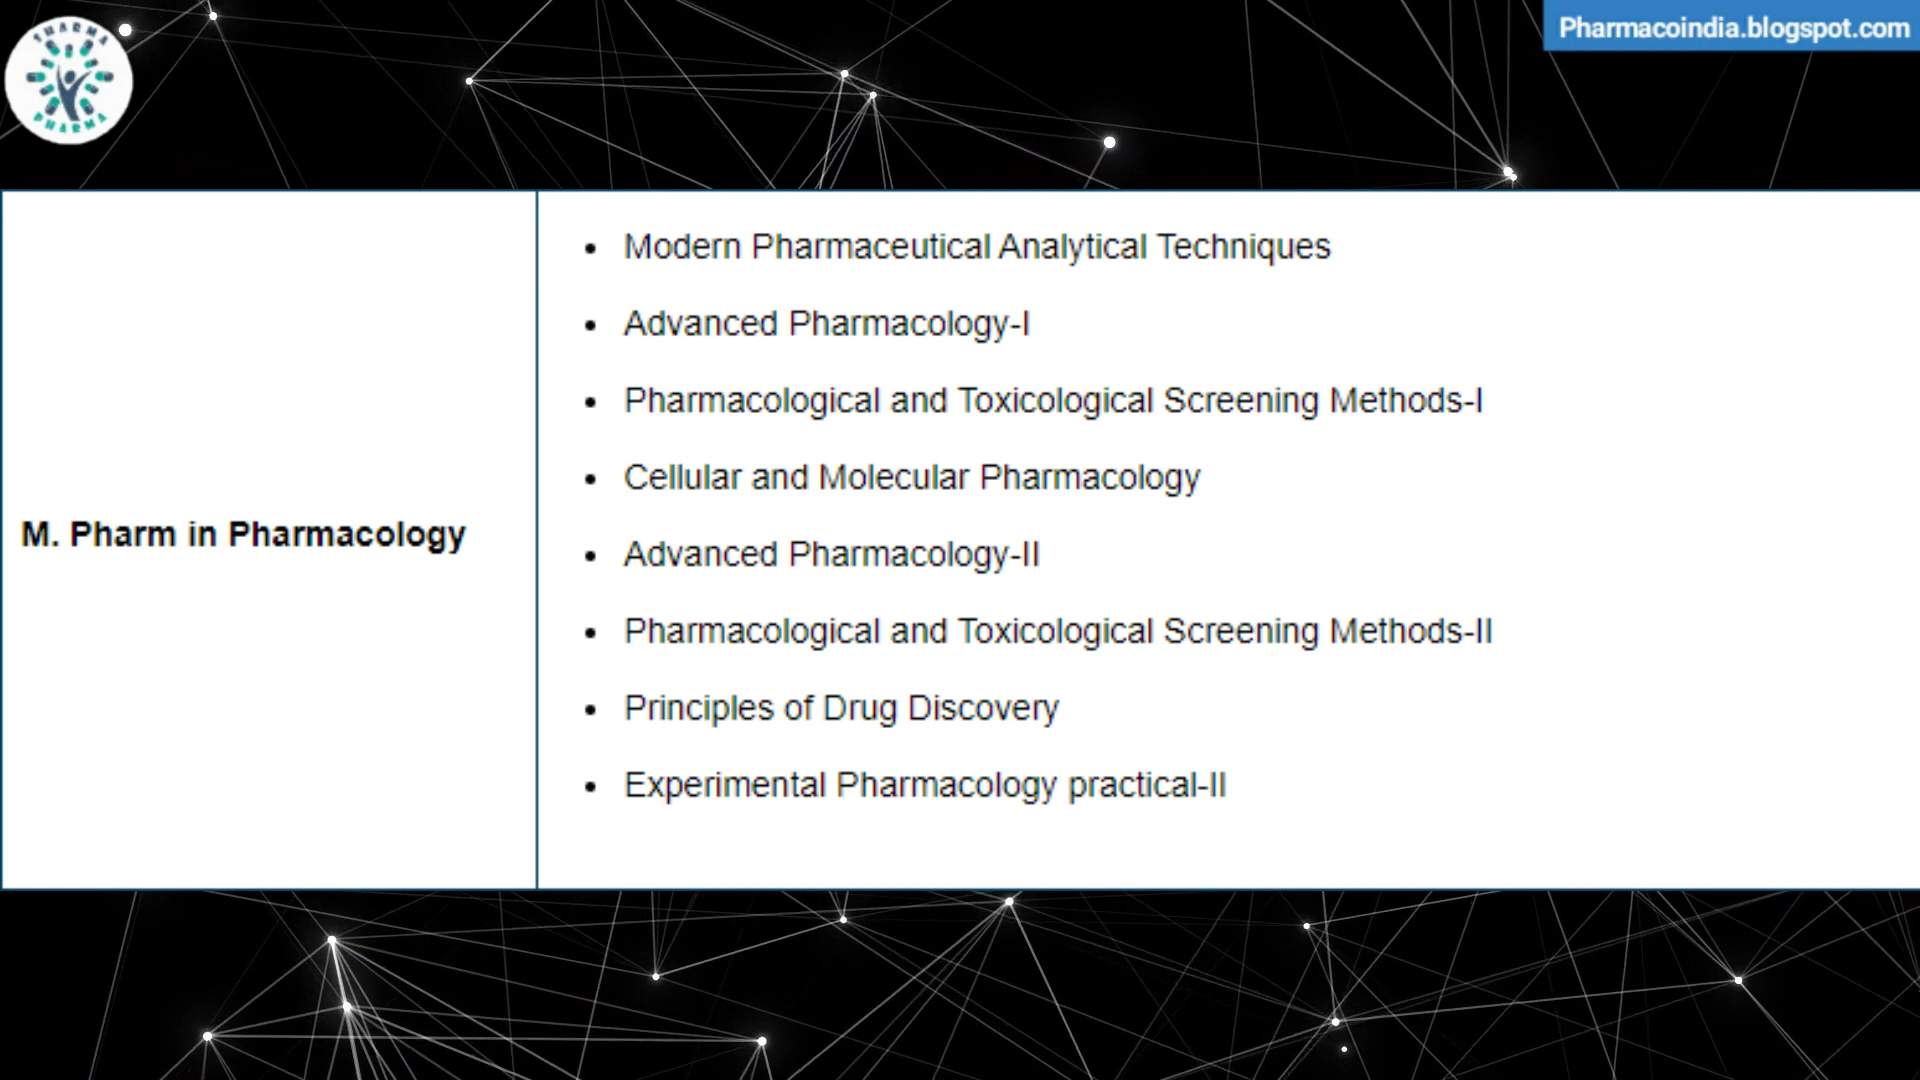 PHARMA
PHARMA
Pharmacoindia.blogspot.com
M. Pharm in Pharmacology
• Modern Pharmaceutical Analytical Techniques
• Advanced Pharmacology-I
• Pharmacological and Toxicological Screening Methods-I
• Cellular and Molecular Pharmacology
• Advanced Pharmacology-II
• Pharmacological and Toxicological Screening Methods-II
• Principles of Drug Discovery
• Experimental Pharmacology practical-II